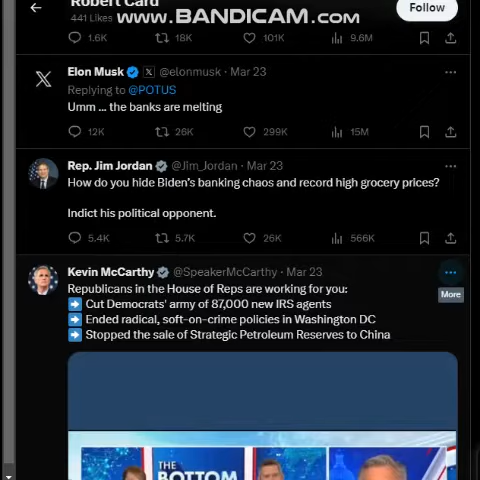 Robert Card
441 Likes
WWW.BANDICAM.COM
Follow
1.6K 18K 101K 9.6M
Elon Musk @elonmusk · Mar 23
Replying to @POTUS
Umm ... the banks are melting
12K 26K 299K 15M
Rep. Jim Jordan @Jim_Jordan · Mar 23
How do you hide Biden's banking chaos and record high grocery prices?
Indict his political opponent.
5.4K 5.7K 26K 566K
Kevin McCarthy @SpeakerMcCarthy · Mar 23
More
Republicans in the House of Reps are working for you:
➡️ Cut Democrats' army of 87,000 new IRS agents
➡️ Ended radical, soft-on-crime policies in Washington DC
➡️ Stopped the sale of Strategic Petroleum Reserves to China
THE
BOTTOM